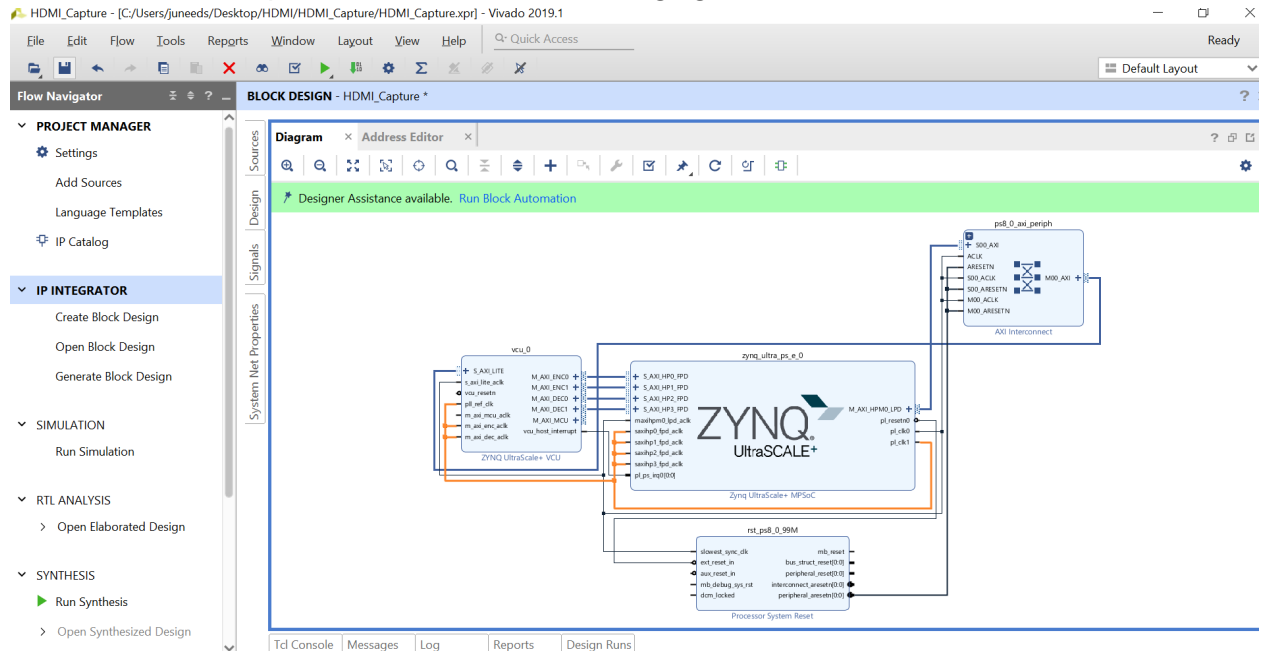 HDMI_Capture - [C:/Users/juneeds/Desktop/HDMI/HDMI_Capture/HDMI_Capture.xpr] - Vivado 2019.1
File Edit Flow Tools Reports Window Layout View Help Quick Access Ready
Default Layout
Flow Navigator ? BLOCK DESIGN - HDMI_Capture * ?
PROJECT MANAGER
Settings
Add Sources
Language Templates
IP Catalog
IP INTEGRATOR
Create Block Design
Open Block Design
Generate Block Design
SIMULATION
Run Simulation
RTL ANALYSIS
Open Elaborated Design
SYNTHESIS
Run Synthesis
Open Synthesized Design
Sources
Design
Signals
System Net Properties
Diagram × Address Editor × ?
Designer Assistance available. Run Block Automation
ps8_0_axi_periph
S00_AXI
ACLK
ARESETN
S00_ACLK
S00_ARESETN
M00_ACLK
M00_ARESETN
M00_AXI
AXI Interconnect
vcu_0
S_AXI_LITE
s_axi_lite_aclk
vcu_resetn
pll_ref_clk
m_axi_mcu_aclk
m_axi_enc_aclk
m_axi_dec_aclk
M_AXI_ENC0
M_AXI_ENC1
M_AXI_DEC0
M_AXI_DEC1
M_AXI_MCU
vcu_host_interrupt
ZYNQ UltraScale+ VCU
zynq_ultra_ps_e_0
S_AXI_HP0_FPD
S_AXI_HP1_FPD
S_AXI_HP2_FPD
S_AXI_HP3_FPD
maxihpm0_lpd_aclk
saxihp0_fpd_aclk
saxihp1_fpd_aclk
saxihp2_fpd_aclk
saxihp3_fpd_aclk
pl_ps_irq0[0:0]
ZYNQ
UltraSCALE+
M_AXI_HPM0_LPD
pl_resetn0
pl_clk0
pl_clk1
Zynq UltraScale+ MPSoC
rst_ps8_0_99M
slowest_sync_clk
ext_reset_in
aux_reset_in
mb_debug_sys_rst
dcm_locked
mb_reset
bus_struct_reset[0:0]
peripheral_reset[0:0]
interconnect_aresetn[0:0]
peripheral_aresetn[0:0]
Processor System Reset
Tcl Console Messages Log Reports Design Runs